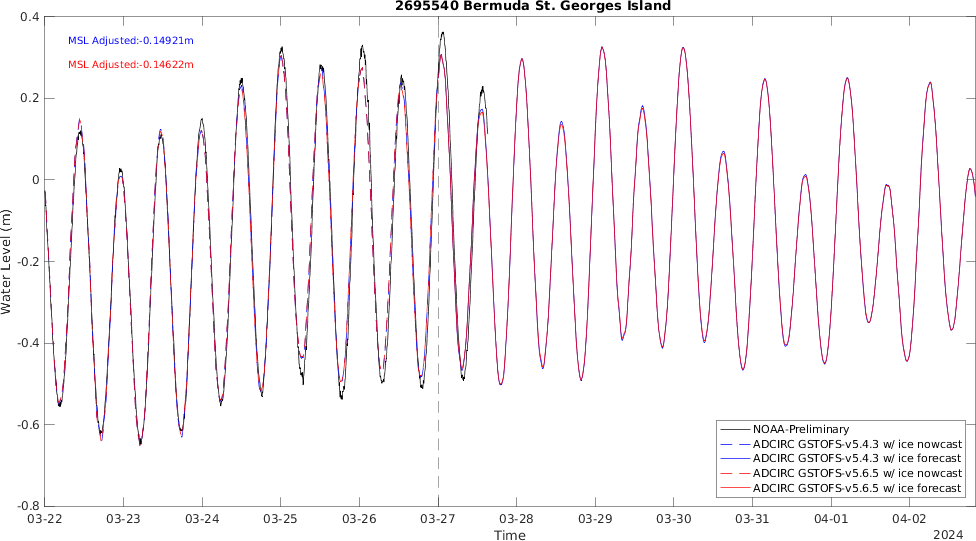 2695540 Bermuda St. Georges Island
MSL Adjusted:-0.14921m
MSL Adjusted:-0.14622m
Water Level (m)
0.4
0.2
0
-0.2
-0.4
-0.6
-0.8
NOAA-Preliminary
ADCIRC GSTOFS-v5.4.3 w/ ice nowcast
ADCIRC GSTOFS-v5.4.3 w/ ice forecast
ADCIRC GSTOFS-v5.6.5 w/ ice nowcast
ADCIRC GSTOFS-v5.6.5 w/ ice forecast
03-22 03-23 03-24 03-25 03-26 03-27 03-28 03-29 03-30 03-31 04-01 04-02
Time
2024